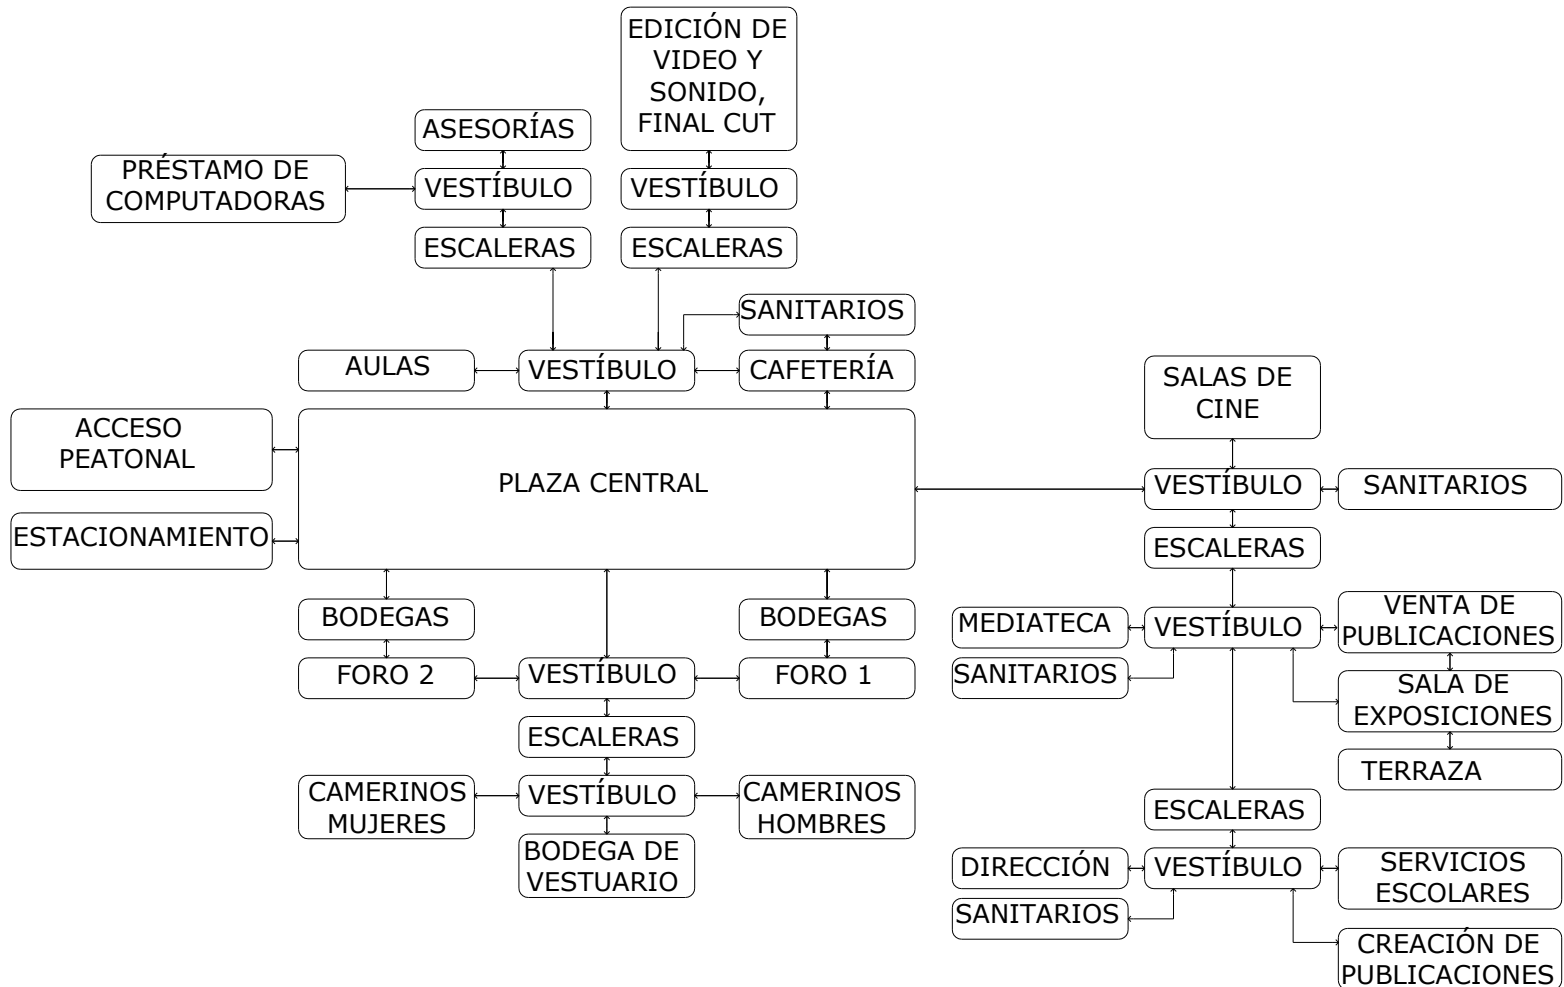 EDICIÓN DE
VIDEO Y
SONIDO,
FINAL CUT
ASESORÍAS
PRÉSTAMO DE
COMPUTADORAS
VESTÍBULO
VESTÍBULO
ESCALERAS
ESCALERAS
SANITARIOS
AULAS
VESTÍBULO
CAFETERÍA
SALAS DE
CINE
ACCESO
PEATONAL
PLAZA CENTRAL
VESTÍBULO
SANITARIOS
ESTACIONAMIENTO
ESCALERAS
BODEGAS
BODEGAS
MEDIATECA
VESTÍBULO
VENTA DE
PUBLICACIONES
FORO 2
VESTÍBULO
FORO 1
SANITARIOS
SALA DE
EXPOSICIONES
ESCALERAS
TERRAZA
CAMERINOS
MUJERES
VESTÍBULO
CAMERINOS
HOMBRES
ESCALERAS
BODEGA DE
VESTUARIO
DIRECCIÓN
VESTÍBULO
SERVICIOS
ESCOLARES
SANITARIOS
CREACIÓN DE
PUBLICACIONES